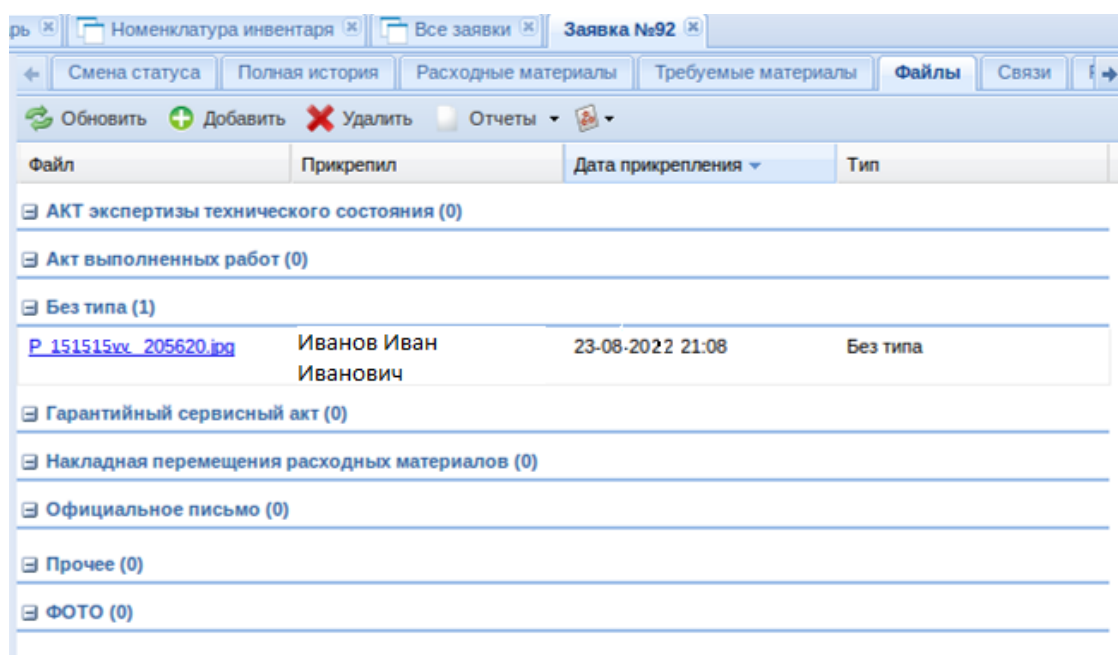 рь Номенклатура инвентаря Все заявки Заявка №92
Смена статуса Полная история Расходные материалы Требуемые материалы Файлы Связи
Обновить Добавить Удалить Отчеты
Файл Прикрепил Дата прикрепления Тип
АКТ экспертизы технического состояния (0)
Акт выполненных работ (0)
Без типа (1)
P_151515vv_205620.jpg Иванов Иван 23-08-2022 21:08 Без типа
Иванович
Гарантийный сервисный акт (0)
Накладная перемещения расходных материалов (0)
Официальное письмо (0)
Прочее (0)
ФОТО (0)